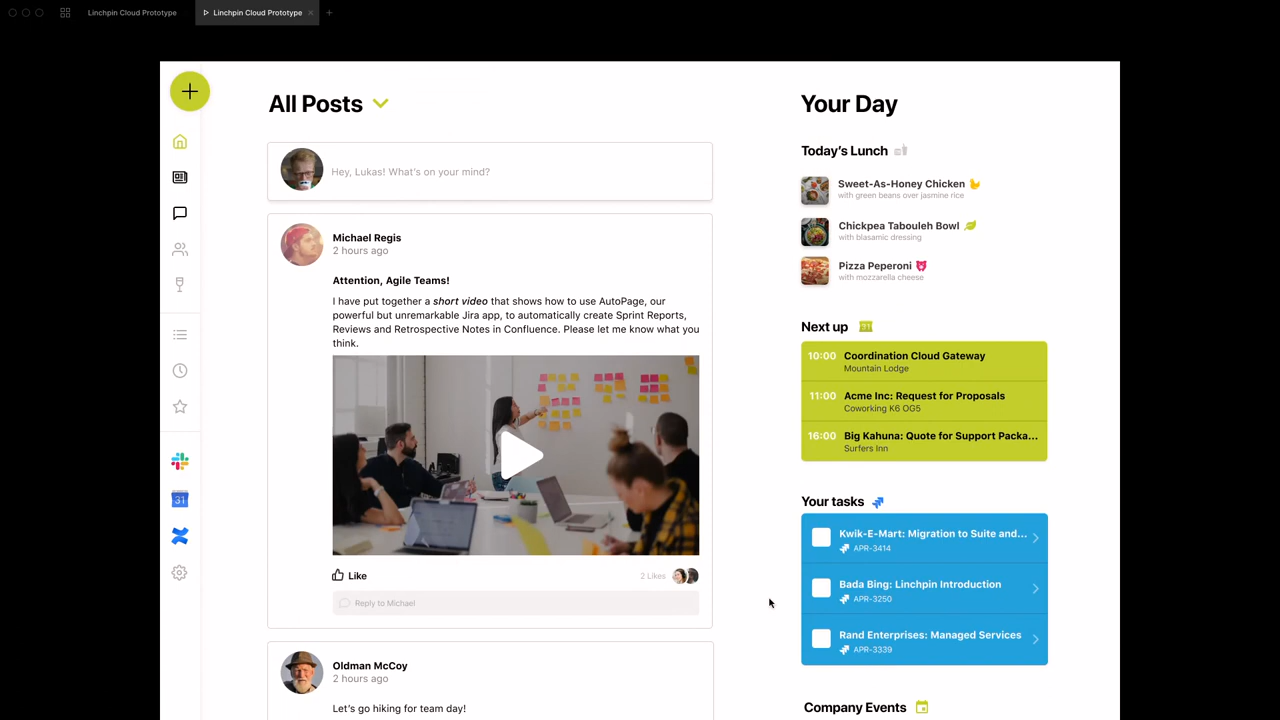 Linchpin Cloud Prototype
Linchpin Cloud Prototype
All Posts
Hey, Lukas! What's on your mind?
Michael Regis
2 hours ago
Attention, Agile Teams!
I have put together a short video that shows how to use AutoPage, our
powerful but unremarkable Jira app, to automatically create Sprint Reports,
Reviews and Retrospective Notes in Confluence. Please let me know what you
think.
Like
2 Likes
Reply to Michael
Oldman McCoy
2 hours ago
Let's go hiking for team day!
31
Your Day
Today's Lunch
Sweet-As-Honey Chicken
with green beans over jasmine rice
Chickpea Tabouleh Bowl
with blasamic dressing
Pizza Peperoni
with mozzarella cheese
Next up
10:00 Coordination Cloud Gateway
Mountain Lodge
11:00 Acme Inc: Request for Proposals
Coworking K6 OG5
16:00 Big Kahuna: Quote for Support Packa...
Surfers Inn
Your tasks
Kwik-E-Mart: Migration to Suite and...
APR-3414
Bada Bing: Linchpin Introduction
APR-3250
Rand Enterprises: Managed Services
APR-3339
Company Events